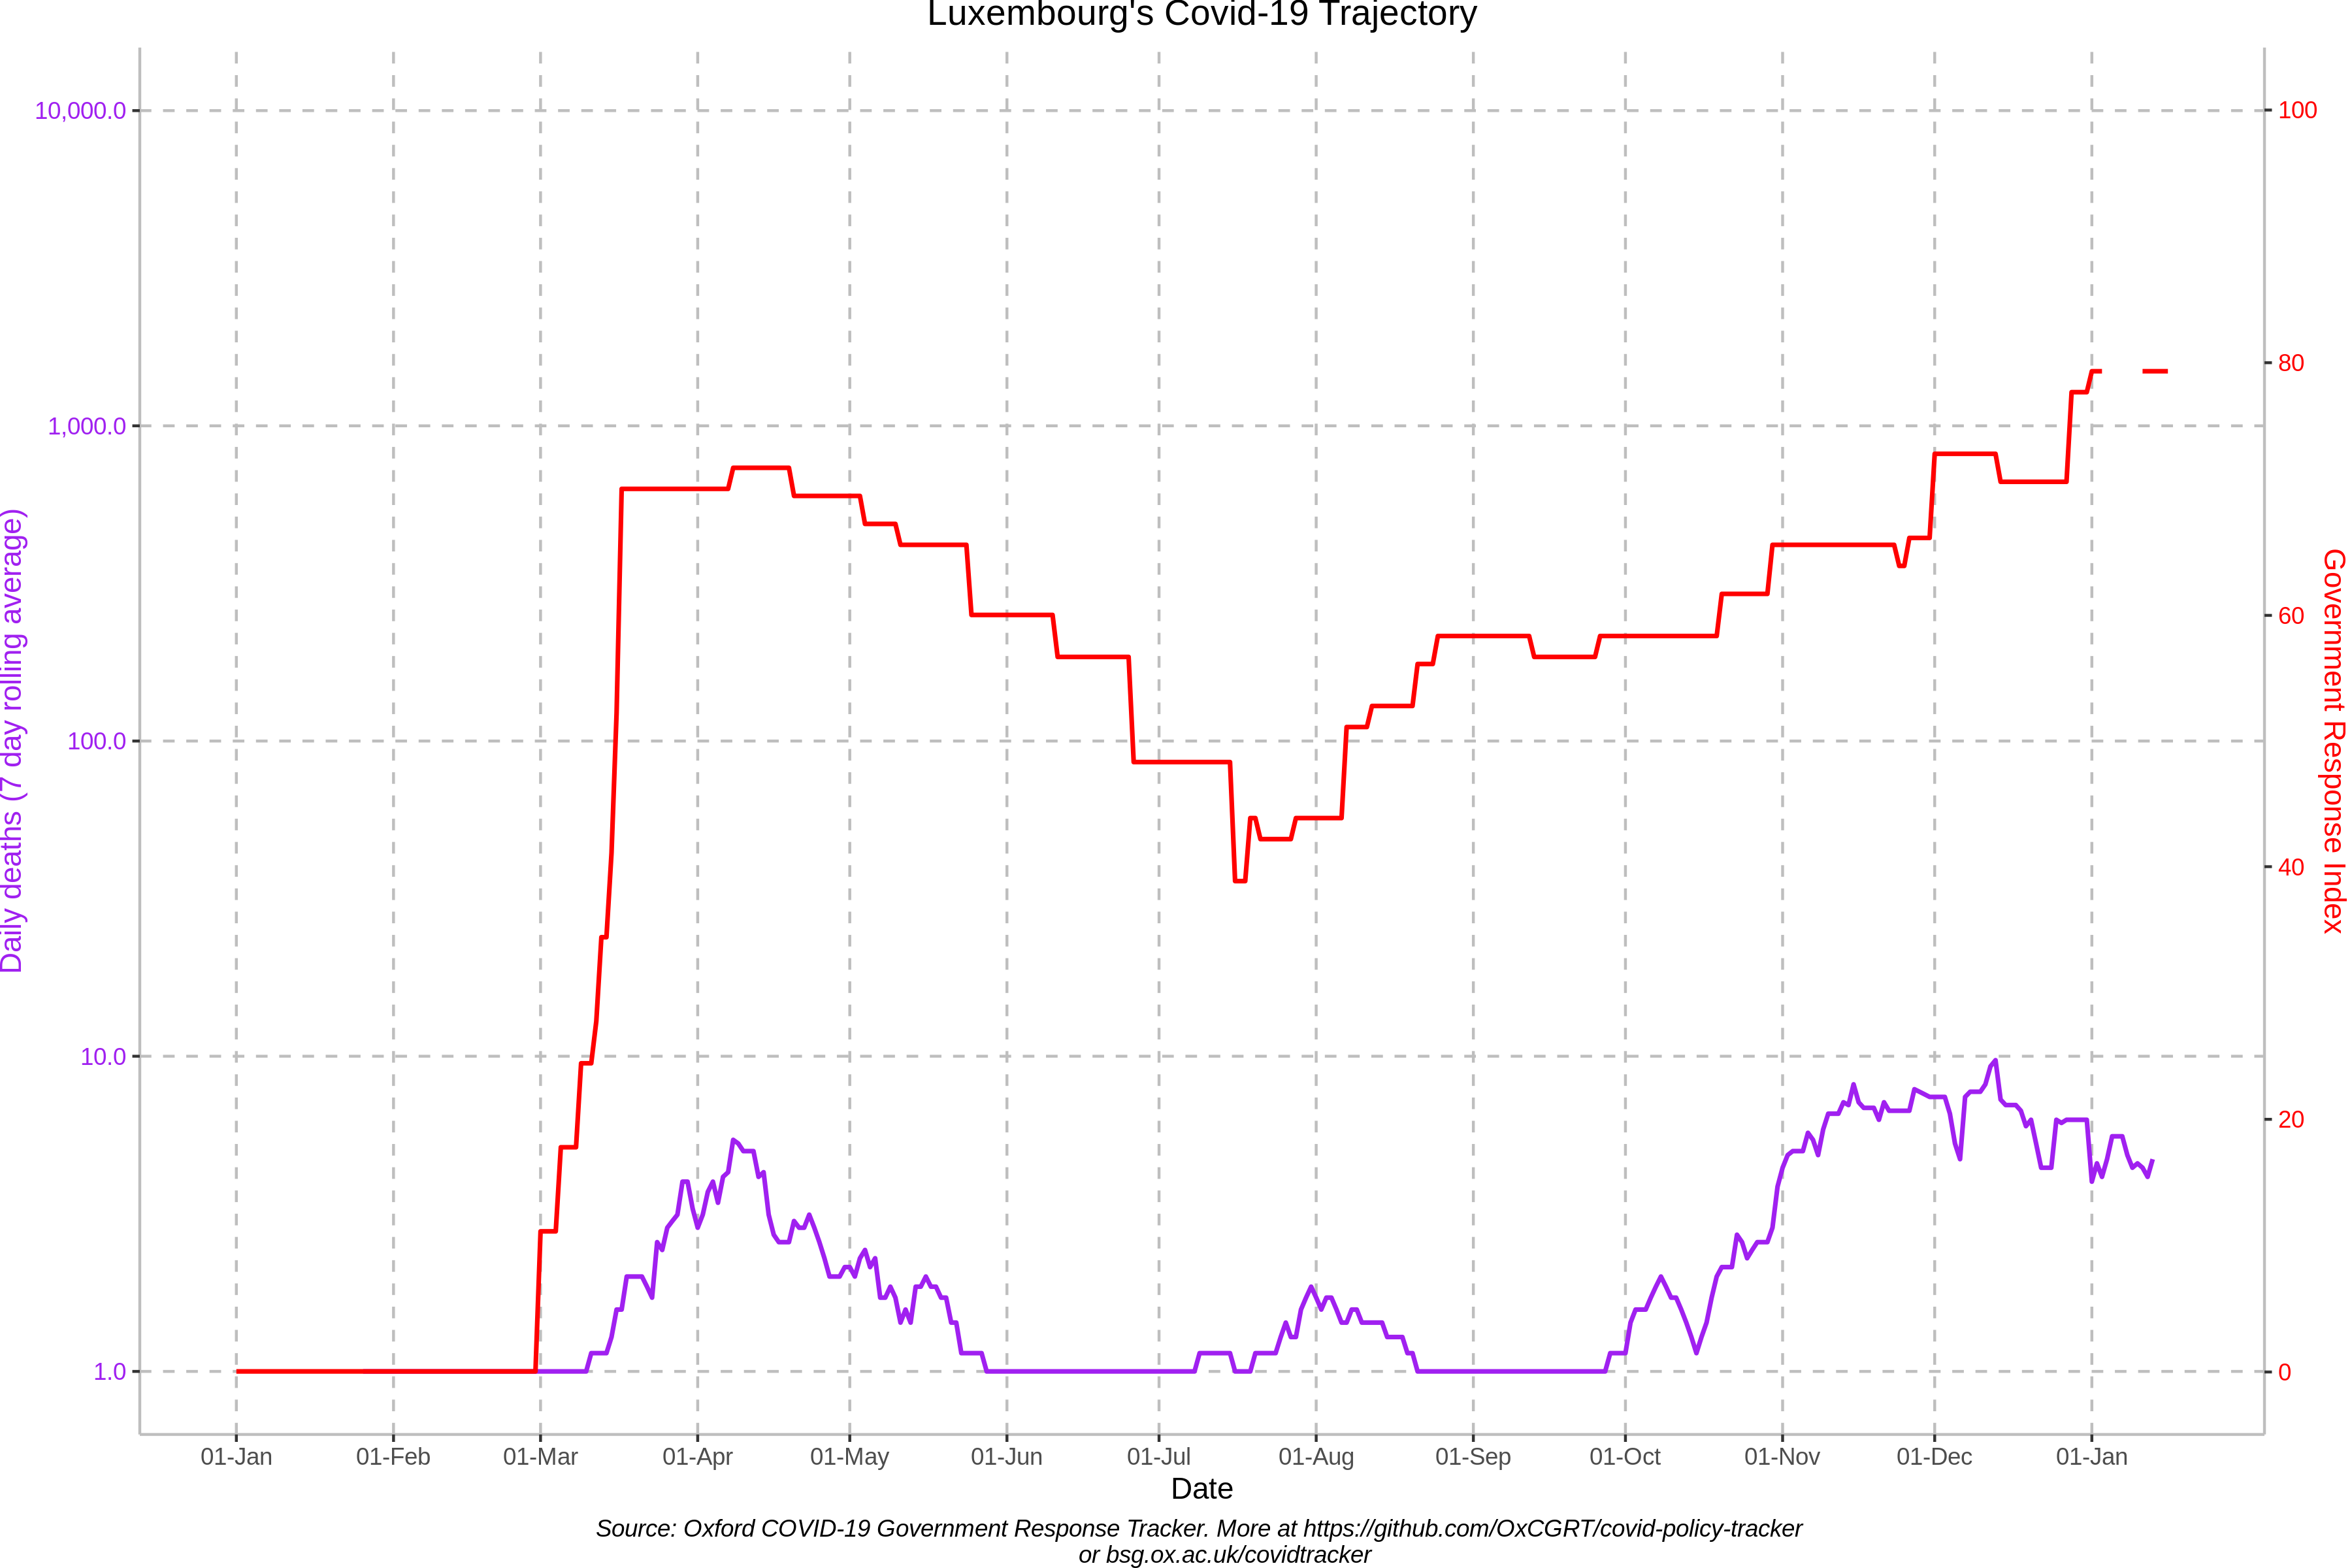 Luxembourg's Covid-19 Trajectory
10,000.0
1,000.0
100.0
10.0
1.0
Daily deaths (7 day rolling average)
100
80
60
40
20
0
Government Response Index
01-Jan 01-Feb 01-Mar 01-Apr 01-May 01-Jun 01-Jul 01-Aug 01-Sep 01-Oct 01-Nov 01-Dec 01-Jan
Date
Source: Oxford COVID-19 Government Response Tracker. More at https://github.com/OxCGRT/covid-policy-tracker
or bsg.ox.ac.uk/covidtracker